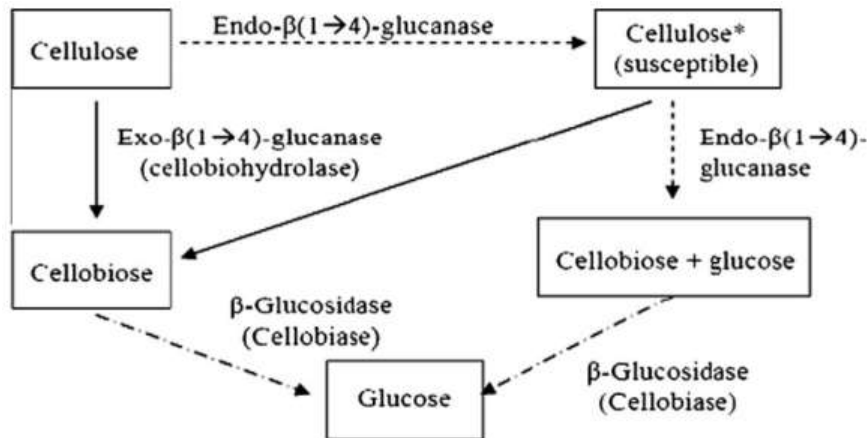 Endo-β(1→4)-glucanase
Cellulose
Cellulose*
(susceptible)
Exo-β(1→4)-glucanase
(cellobiohydrolase)
Endo-β(1→4)-
glucanase
Cellobiose
Cellobiose + glucose
β-Glucosidase
(Cellobiase)
Glucose
β-Glucosidase
(Cellobiase)